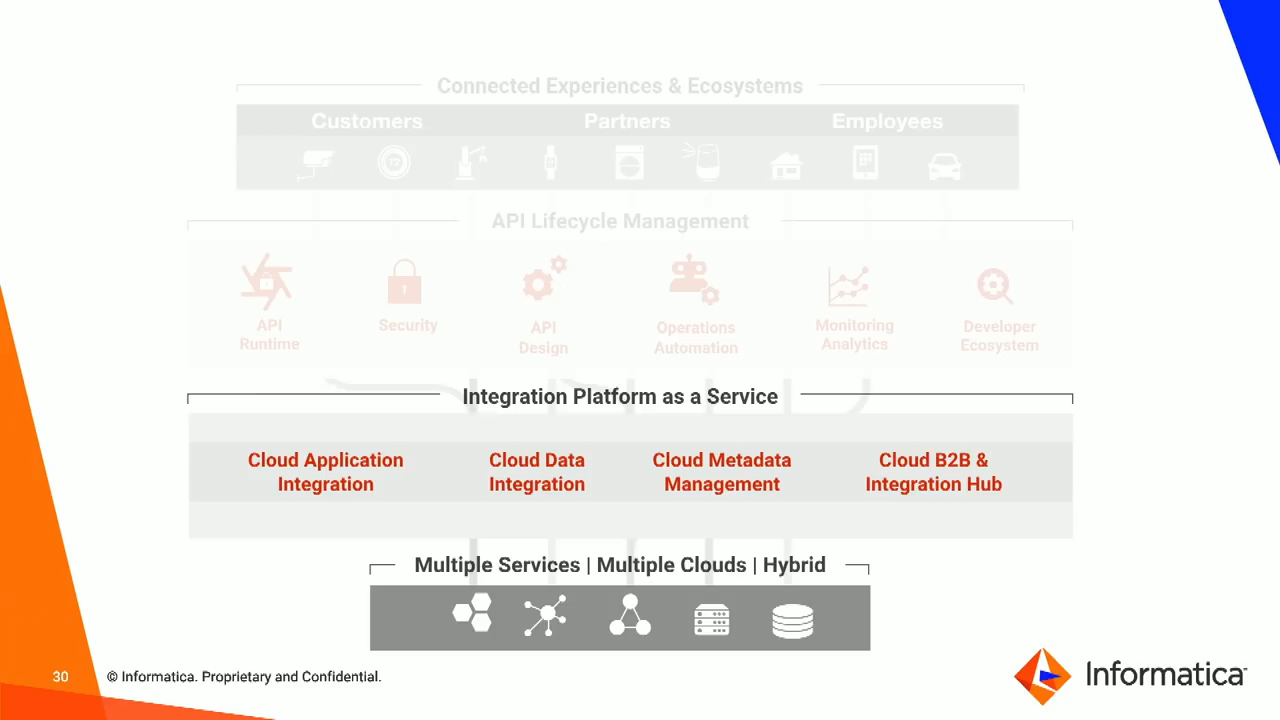 Connected Experiences & Ecosystems
Customers
Partners
Employees
72
API Lifecycle Management
API
Runtime
Security
API
Design
Operations
Automation
Monitoring
Analytics
Developer
Ecosystem
Integration Platform as a Service
Cloud Application
Integration
Cloud Data
Integration
Cloud Metadata
Management
Cloud B2B &
Integration Hub
Multiple Services | Multiple Clouds | Hybrid
30
© Informatica. Proprietary and Confidential.
Informatica™